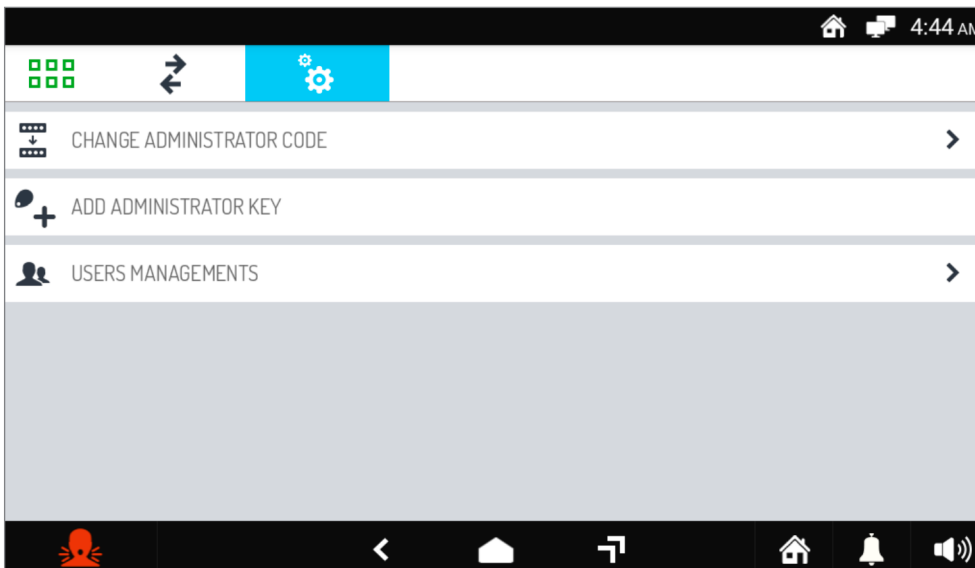 4:44 AM
CHANGE ADMINISTRATOR CODE
ADD ADMINISTRATOR KEY
USERS MANAGEMENTS